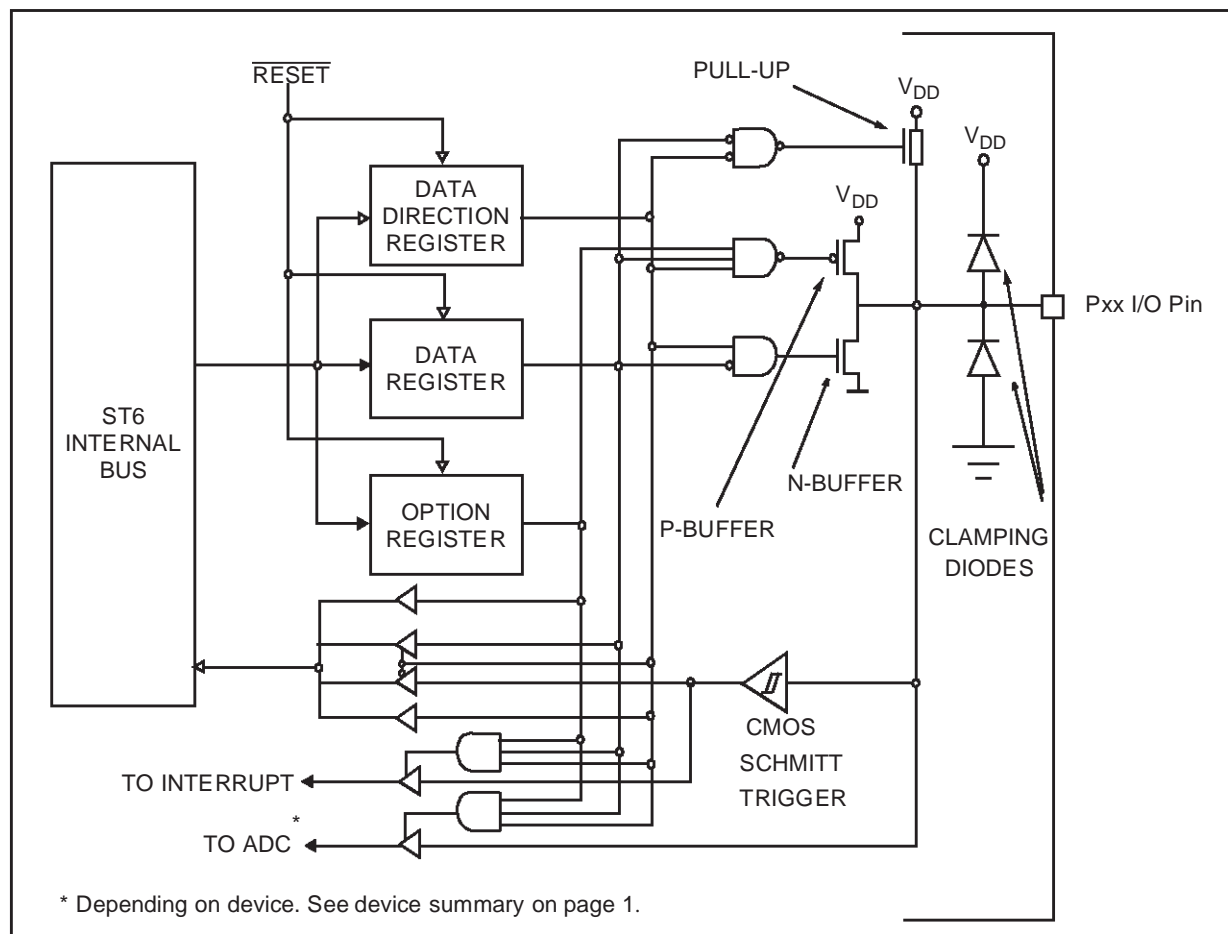 RESET
PULL-UP
VDD
VDD
DATA
DIRECTION
REGISTER
VDD
Pxx I/O Pin
DATA
REGISTER
ST6
INTERNAL
BUS
N-BUFFER
OPTION
REGISTER
P-BUFFER
CLAMPING
DIODES
CMOS
SCHMITT
TRIGGER
TO INTERRUPT
TO ADC*
* Depending on device. See device summary on page 1.